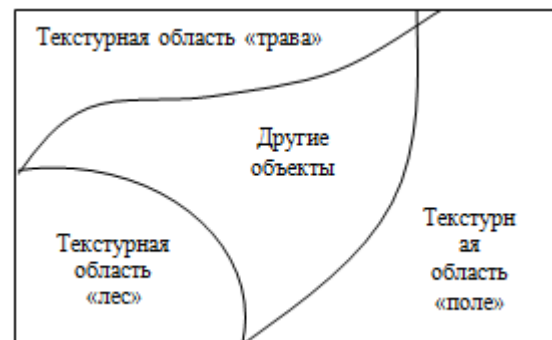 Текстурная область «трава»
Другие
объекты
Текстурная
область
«лес»
Текстурн
ая
область
«поле»